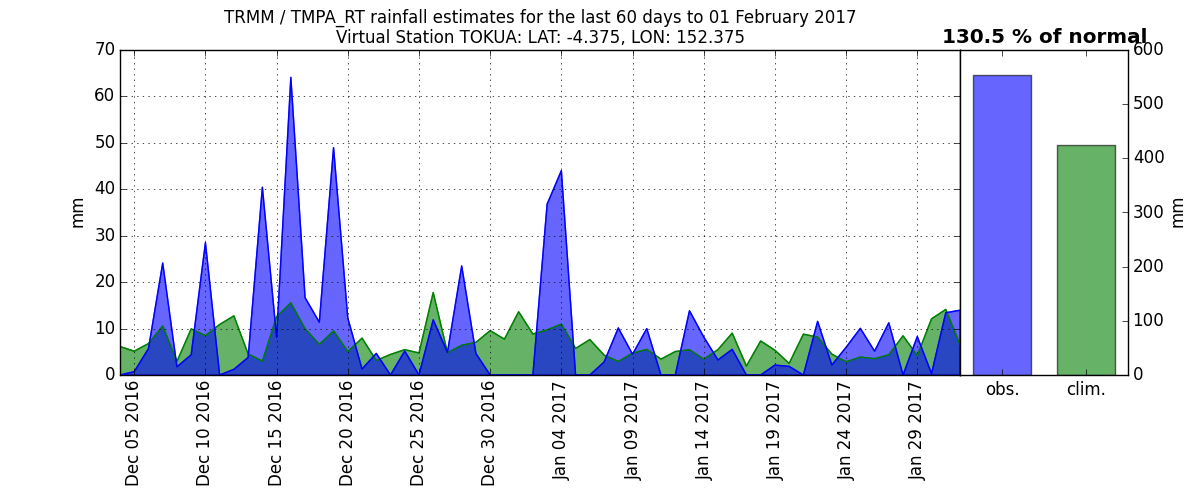 TRMM / TMPA_RT rainfall estimates for the last 60 days to 01 February 2017
Virtual Station TOKUA: LAT: -4.375, LON: 152.375
130.5 % of normal
70
60
50
40
30
20
10
0
mm
Dec 05 2016
Dec 10 2016
Dec 15 2016
Dec 20 2016
Dec 25 2016
Dec 30 2016
Jan 04 2017
Jan 09 2017
Jan 14 2017
Jan 19 2017
Jan 24 2017
Jan 29 2017
obs.
clim.
600
500
400
300
200
100
0
mm